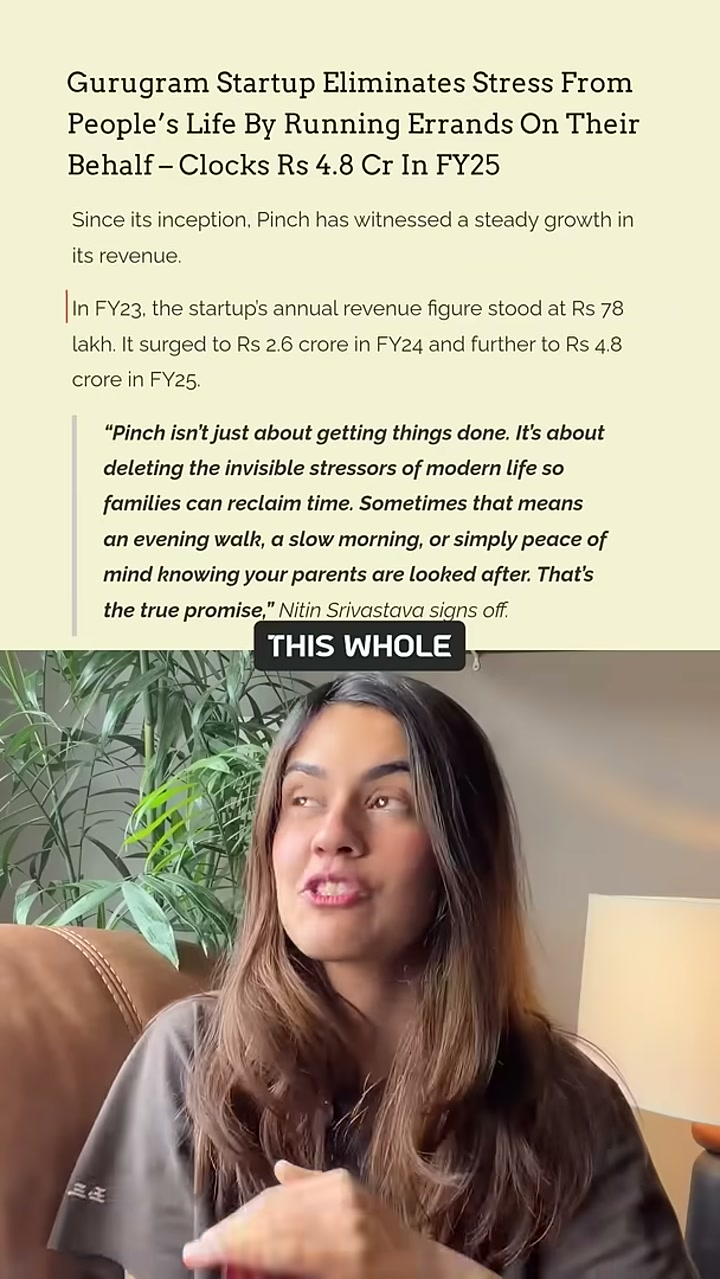 Gurugram Startup Eliminates Stress From
People’s Life By Running Errands On Their
Behalf – Clocks Rs 4.8 Cr In FY25
Since its inception, Pinch has witnessed a steady growth in
its revenue.
In FY23, the startup’s annual revenue figure stood at Rs 78
lakh. It surged to Rs 2.6 crore in FY24 and further to Rs 4.8
crore in FY25.
“Pinch isn’t just about getting things done. It’s about
deleting the invisible stressors of modern life so
families can reclaim time. Sometimes that means
an evening walk, a slow morning, or simply peace of
mind knowing your parents are looked after. That’s
the true promise,” Nitin Srivastava signs off.
THIS WHOLE